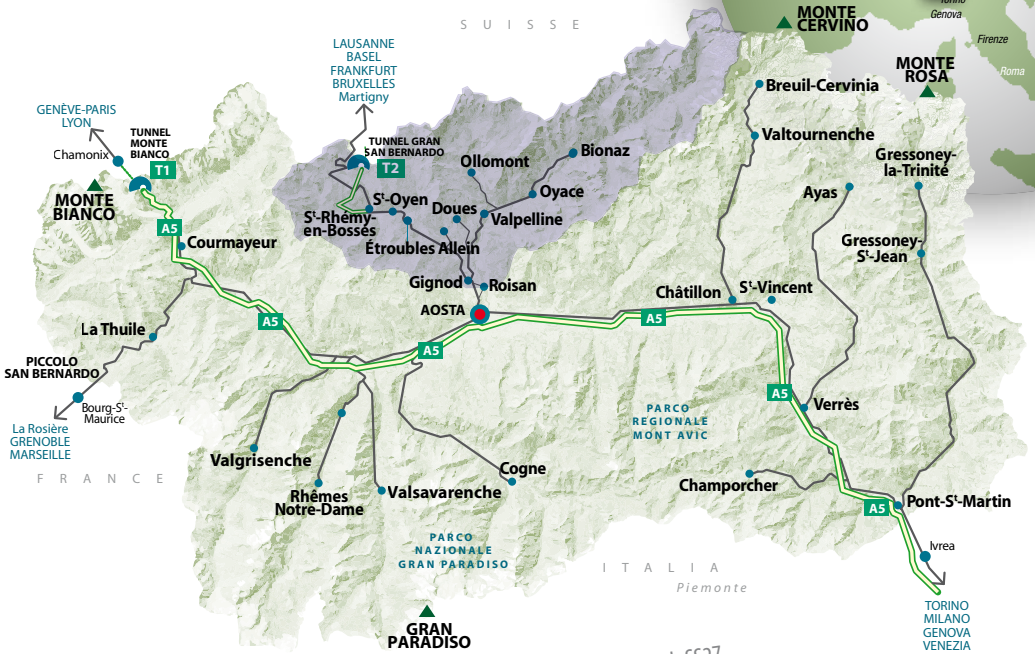 Torino
Genova
Firenze
Roma
SUISSE
MONTE
CERVINO
MONTE
ROSA
LAUSANNE
BASEL
FRANKFURT
BRUXELLES
Martigny
GENÈVE-PARIS
LYON
Chamonix
TUNNEL
MONTE
BIANCO
T1
MONTE
BIANCO
TUNNEL GRAN
SAN BERNARDO
T2
Ollomont
Bionaz
Oyace
Breuil-Cervinia
Valtournenche
Gressoney-
la-Trinité
Ayas
Gressoney-
Sᵗ-Jean
Sᵗ-Oyen
Doues
Valpelline
Sᵗ-Rhémy-
en-Bosses
Étroubles
Allein
A5
Courmayeur
Gignod
Roisan
AOSTA
Châtillon
Sᵗ-Vincent
A5
A5
A5
La Thuile
PICCOLO
SAN BERNARDO
Bourg-Sᵗ-
Maurice
La Rosière
GRENOBLE
MARSEILLE
FRANCE
A5
Verrès
PARCO
REGIONALE
MONT AVIC
Valgrisenche
Rhêmes
Notre-Dame
Valsavarenche
Cogne
Champorcher
A5
Pont-Sᵗ-Martin
Ivrea
PARCO
NAZIONALE
GRAN PARADISO
ITALIA
Piemonte
GRAN
PARADISO
TORINO
MILANO
GENOVA
VENEZIA